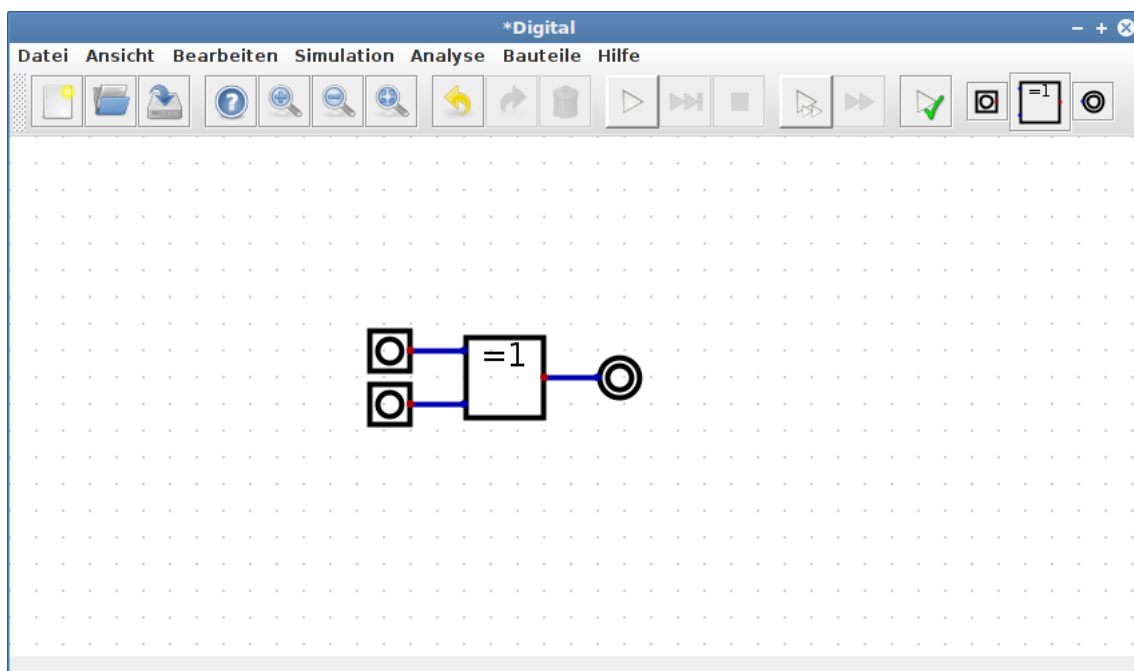 *Digital
Datei Ansicht Bearbeiten Simulation Analyse Bauteile Hilfe
=1
=1